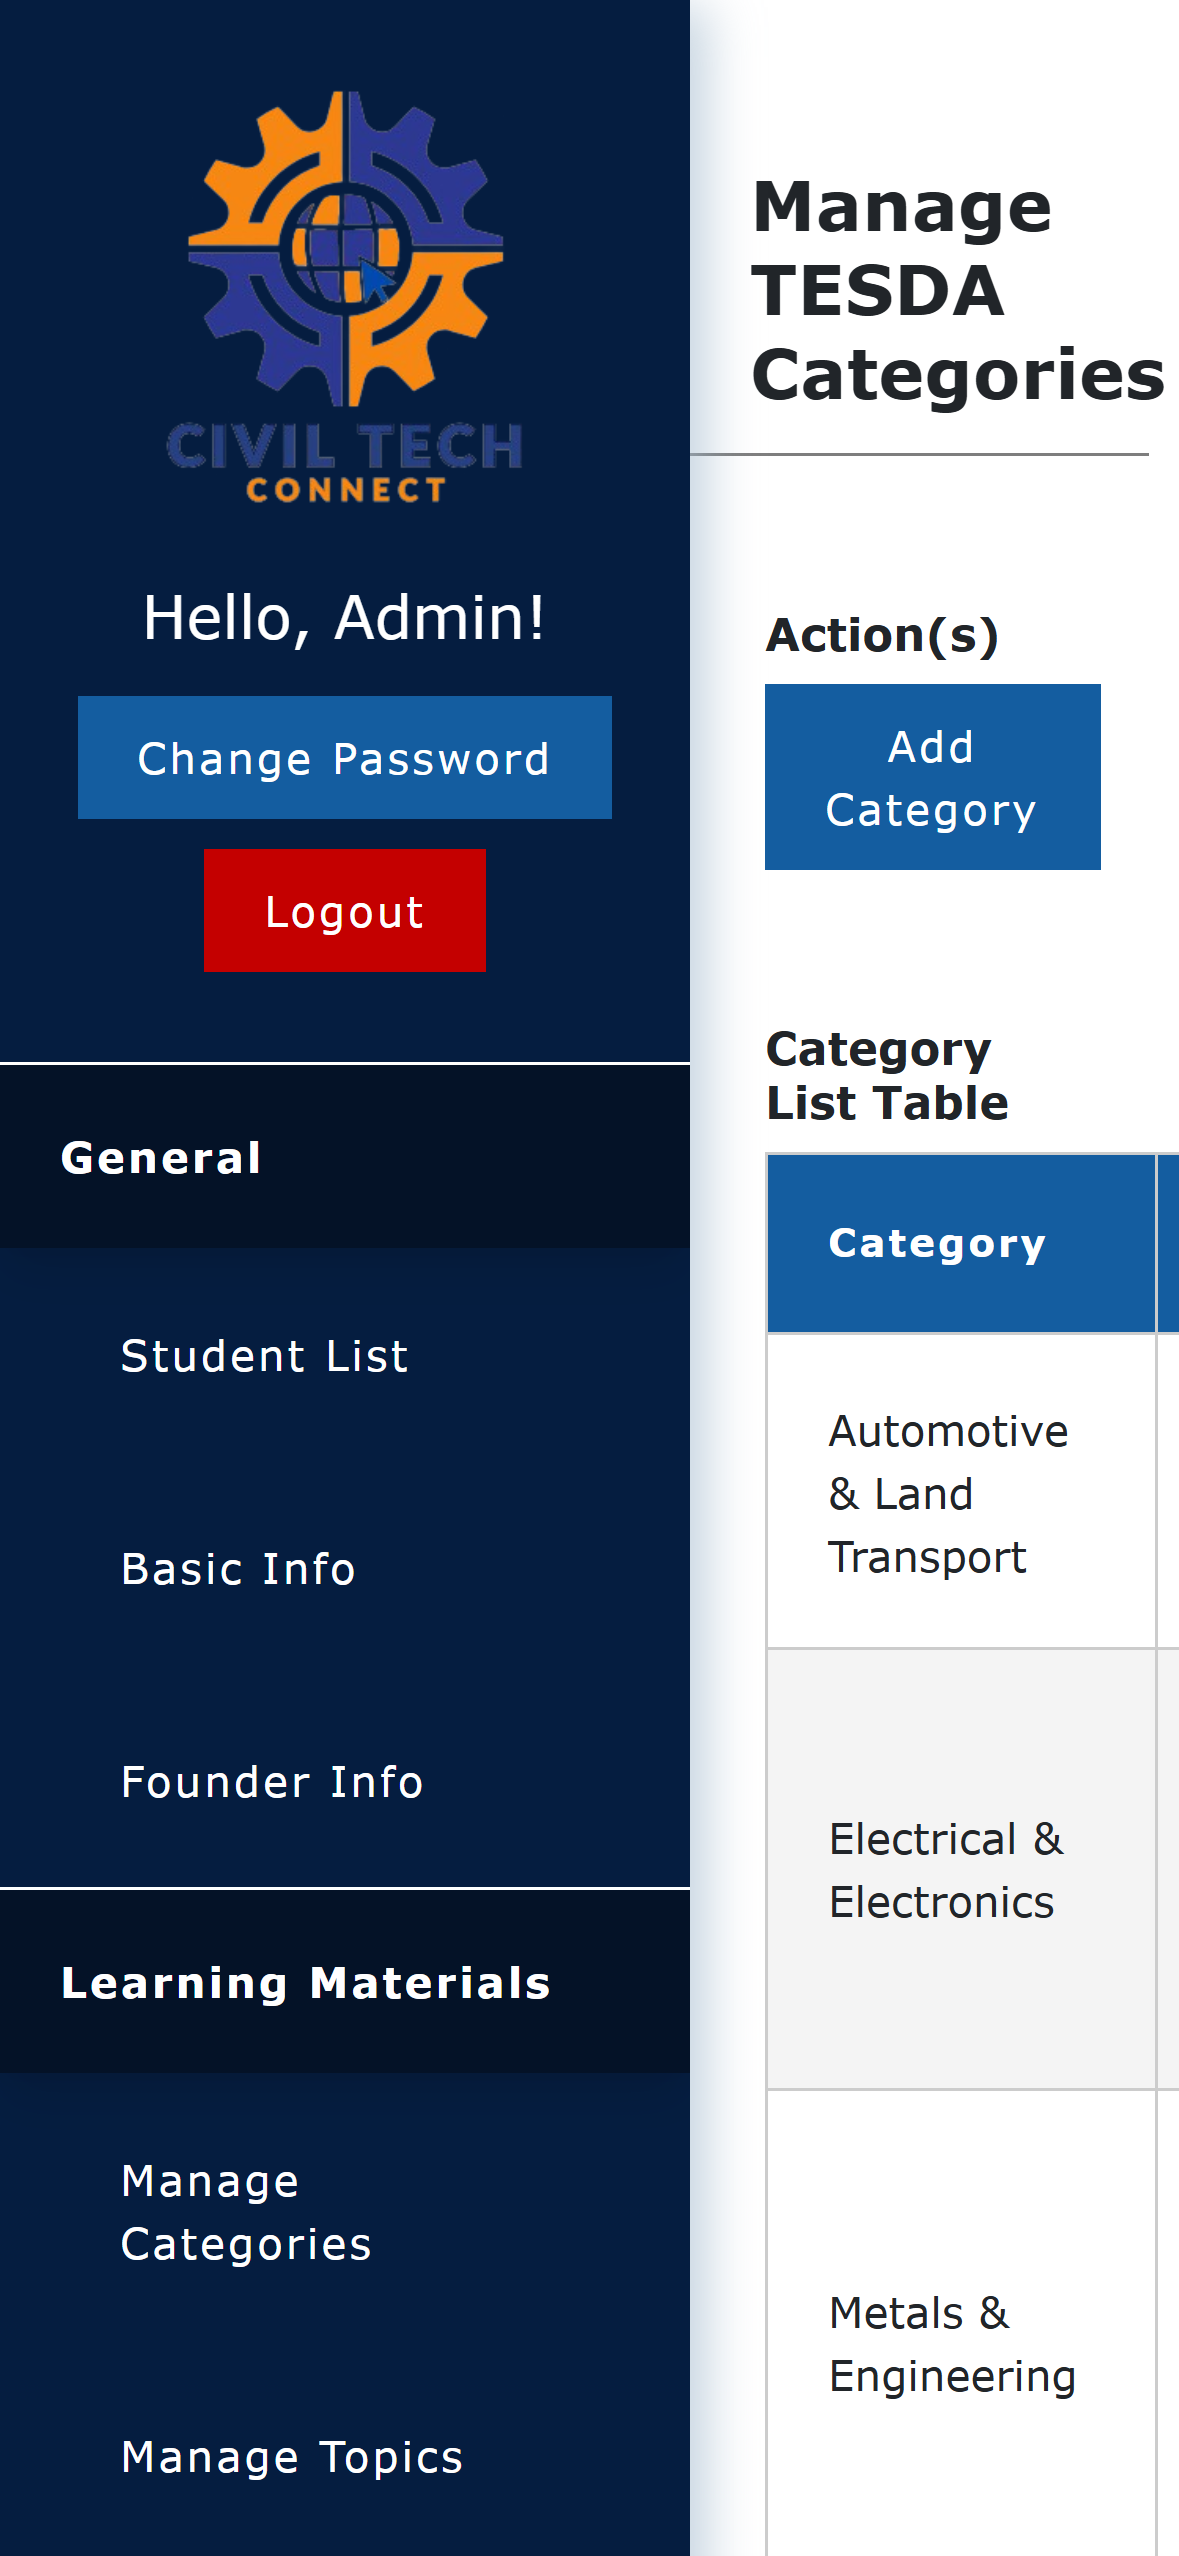 CIVIL TECH
CONNECT
Hello, Admin!
Change Password
Logout
General
Student List
Basic Info
Founder Info
Learning Materials
Manage
Categories
Manage Topics
Manage
TESDA
Categories
Action(s)
Add
Category
Category
List Table
Category
Automotive
& Land
Transport
Electrical &
Electronics
Metals &
Engineering